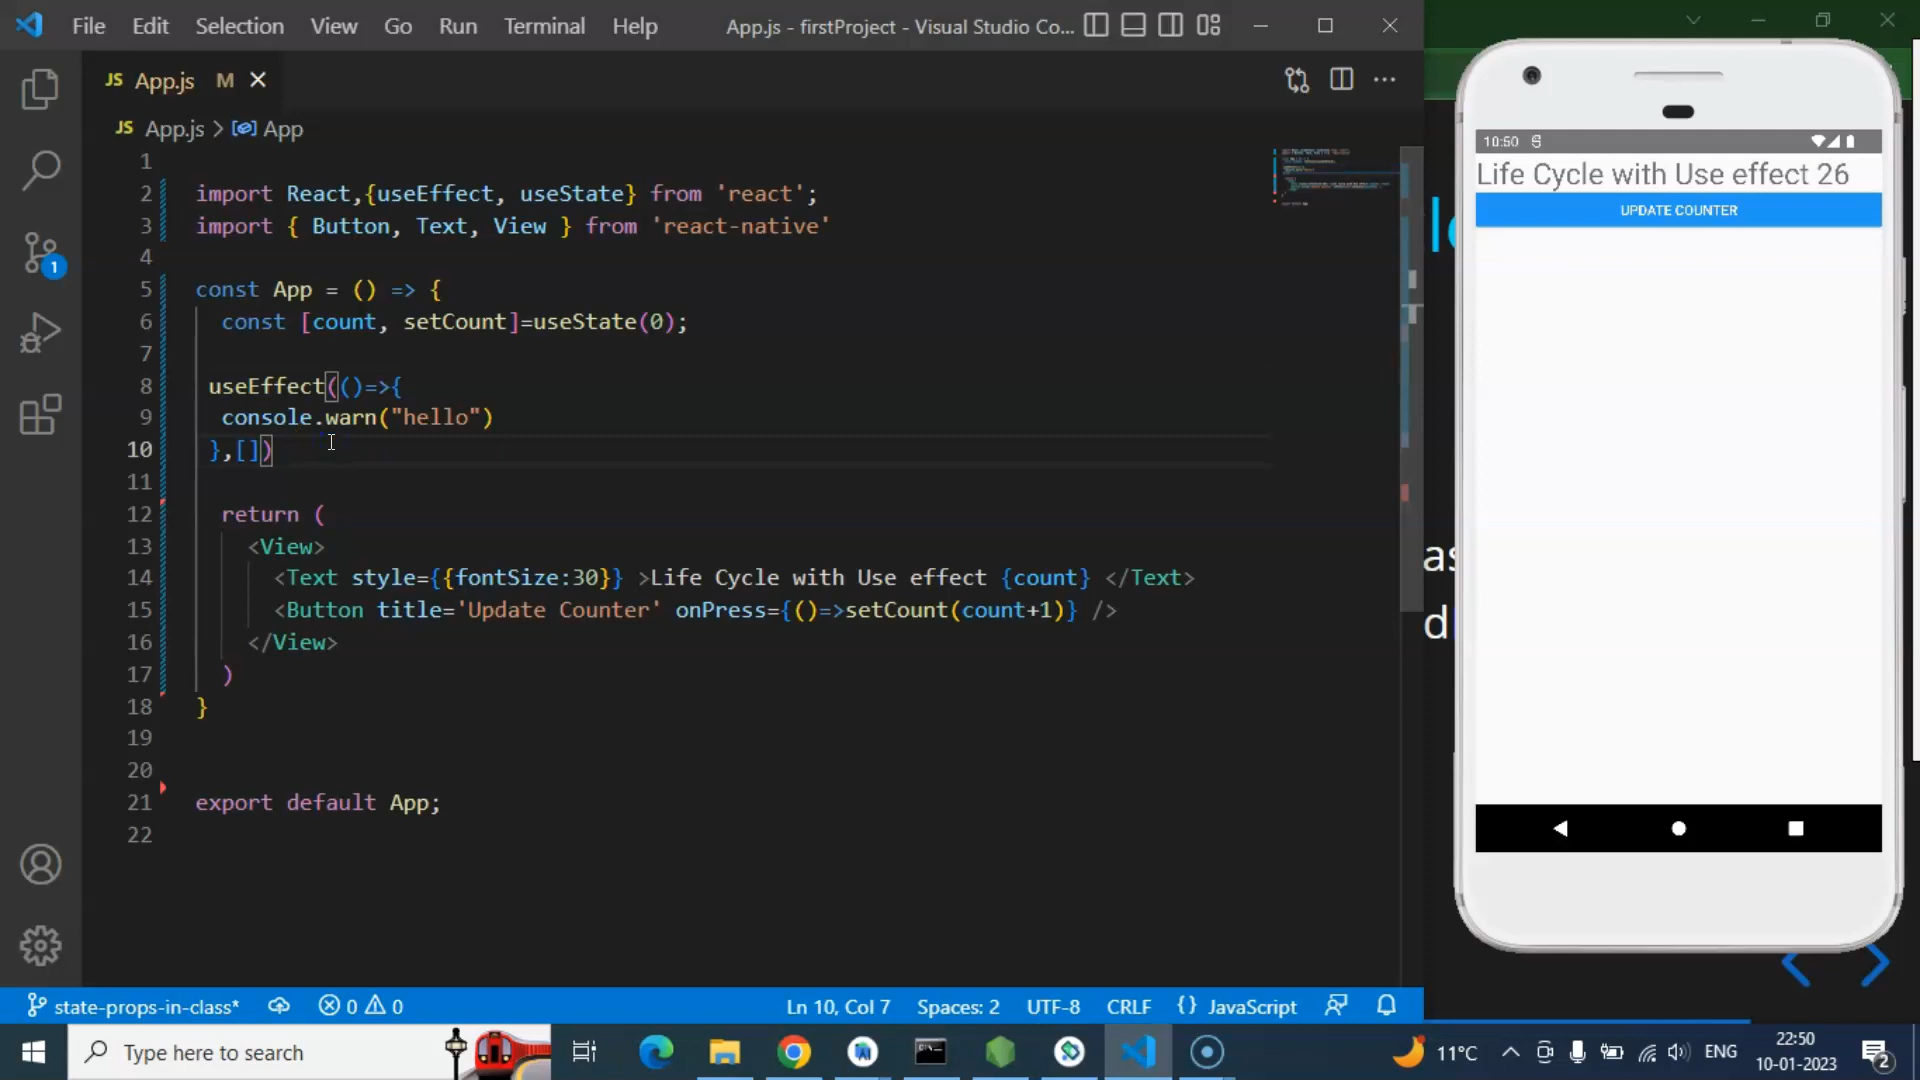 File Edit Selection View Go Run Terminal Help App.js - firstProject - Visual Studio Co...
JS App.js M
JS App.js > App
1
2 import React,{useEffect, useState} from 'react';
3 import { Button, Text, View } from 'react-native'
4
5 const App = () => {
6 const [count, setCount]=useState(0);
7
8 useEffect(()=>{
9 console.warn("hello")
10 },[])
11
12 return (
13 <View>
14 <Text style={{fontSize:30}} >Life Cycle with Use effect {count} </Text>
15 <Button title='Update Counter' onPress={()=>setCount(count+1)} />
16 </View>
17 )
18 }
19
20
21 export default App;
22
1
10:50
Life Cycle with Use effect 26
UPDATE COUNTER
as
d
state-props-in-class* 0 0 Ln 10, Col 7 Spaces: 2 UTF-8 CRLF {} JavaScript
Type here to search
11°C ENG 22:50
10-01-2023
2